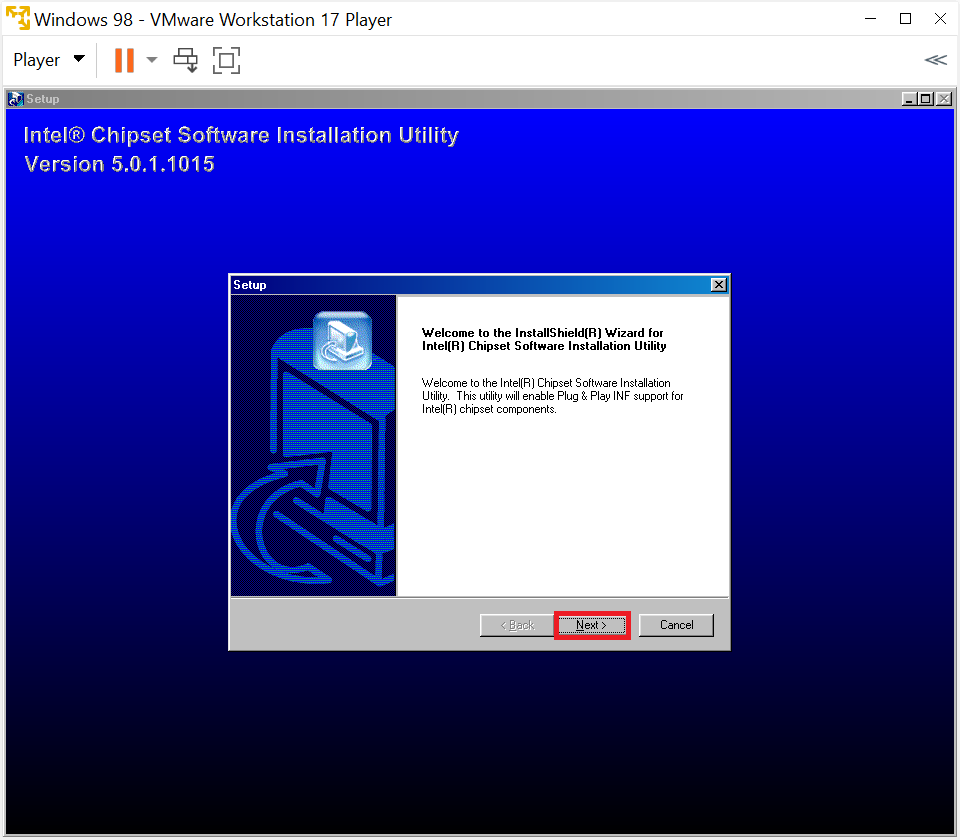 Windows 98 - VMware Workstation 17 Player
Player
Setup
Intel® Chipset Software Installation Utility
Version 5.0.1.1015
Setup
Welcome to the InstallShield(R) Wizard for
Intel(R) Chipset Software Installation Utility
Welcome to the Intel(R) Chipset Software Installation
Utility. This utility will enable Plug & Play INF support for
Intel(R) chipset components.
< Back
Next >
Cancel